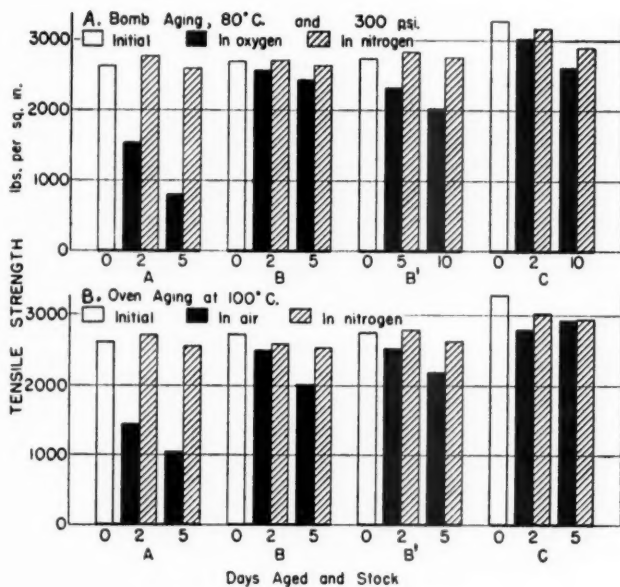 A. Bomb Aging, 80°C. and 300 psi.
Initial In oxygen In nitrogen
3000
2000
1000
0
lbs. per sq. in.
0 2 5 0 2 5 0 5 10 0 2 10
A B B' C
B. Oven Aging at 100°C.
Initial In air In nitrogen
3000
2000
1000
0
TENSILE STRENGTH
0 2 5 0 2 5 0 2 5 0 2 5
A B B' C
Days Aged and Stock